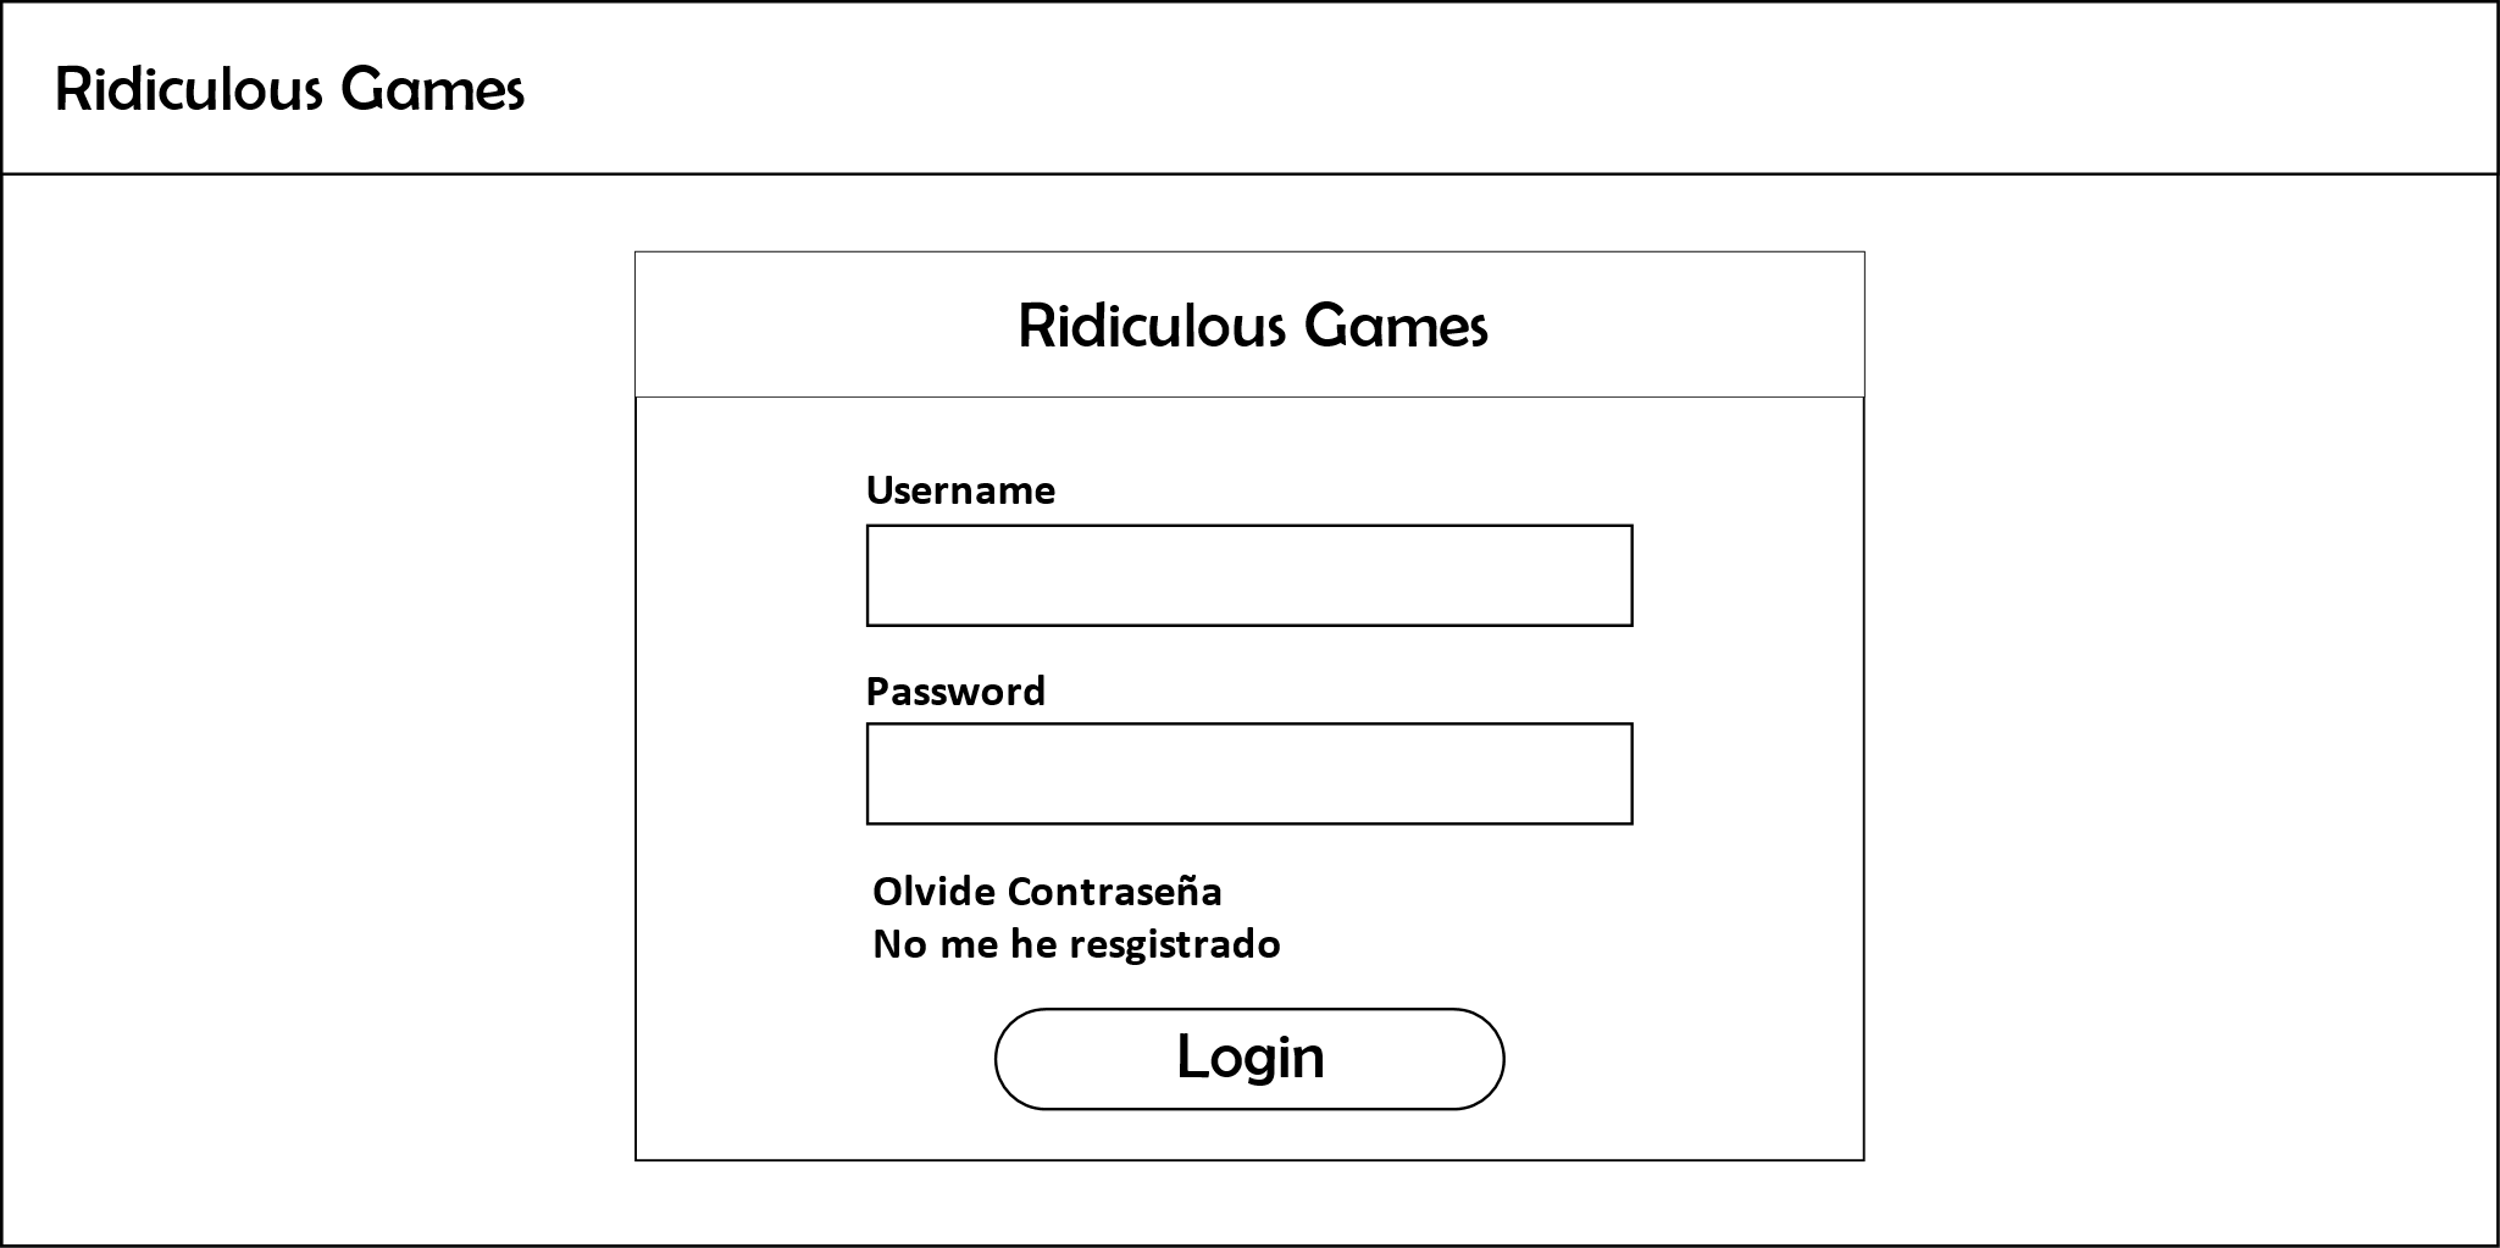 Ridiculous Games
Ridiculous Games
Username
Password
Olvide Contraseña
No me he resgistrado
Login